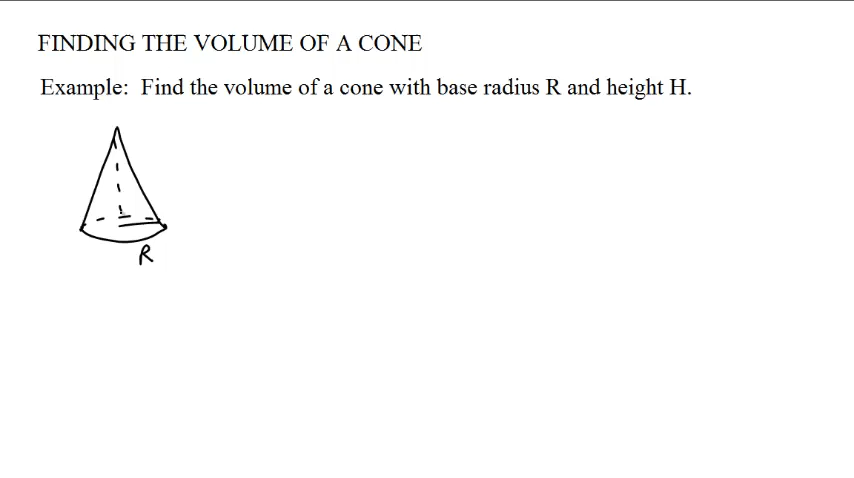 FINDING THE VOLUME OF A CONE
Example: Find the volume of a cone with base radius R and height H.
R